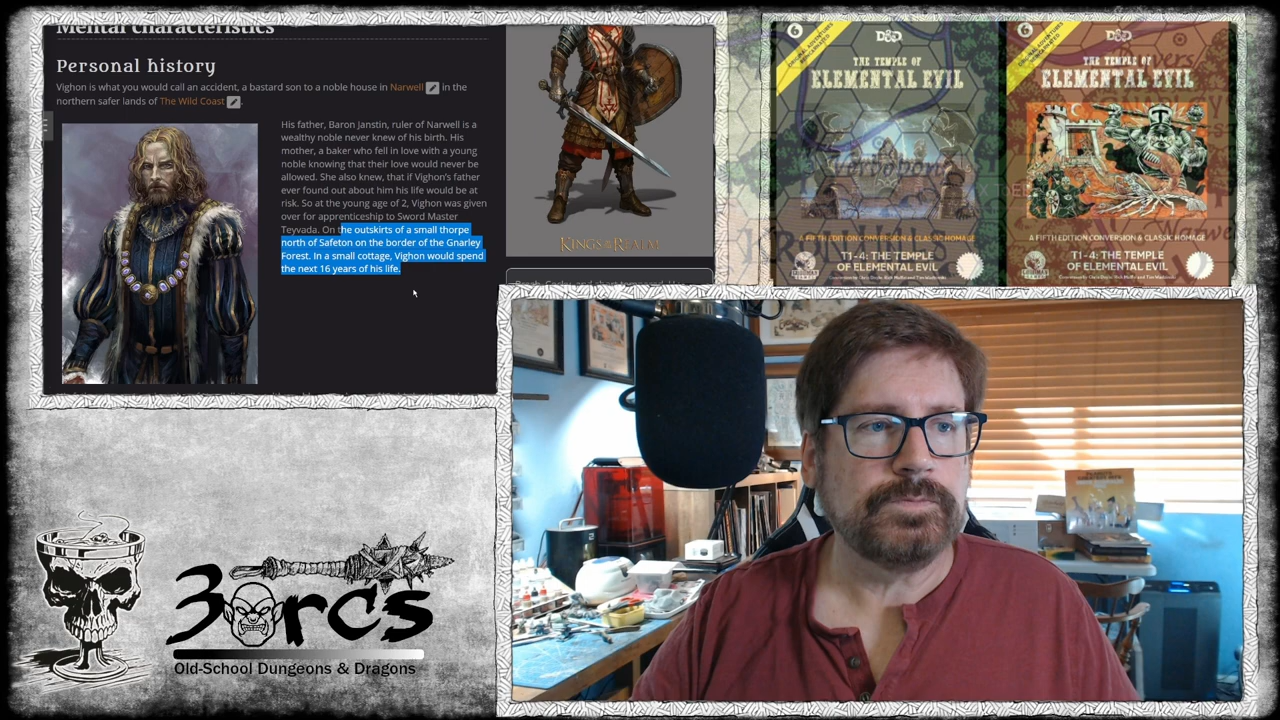 Mental characteristics
Personal history
Vighon is what you would call an accident, a bastard son to a noble house in Narwell in the
northern safer lands of The Wild Coast .
His father, Baron Janstin, ruler of Narwell is a
wealthy noble never knew of his birth. His
mother, a baker who fell in love with a young
noble knowing that their love would never be
allowed. She also knew, that if Vighon's father
ever found out about him his life would be at
risk. So at the young age of 2, Vighon was given
over for apprenticeship to Sword Master
Teyvada. On the outskirts of a small thorpe
north of Safeton on the border of the Gnarley
Forest. In a small cottage, Vighon would spend
the next 16 years of his life.
KINGS of the REALM
6
D&D
THE TEMPLE OF
ELEMENTAL EVIL
A FIFTH EDITION CONVERSION & CLASSIC HOMAGE
T1-4: THE TEMPLE
OF ELEMENTAL EVIL
6
D&D
THE TEMPLE OF
ELEMENTAL EVIL
A FIFTH EDITION CONVERSION & CLASSIC HOMAGE
T1-4: THE TEMPLE
OF ELEMENTAL EVIL
3orcs
Old-School Dungeons & Dragons